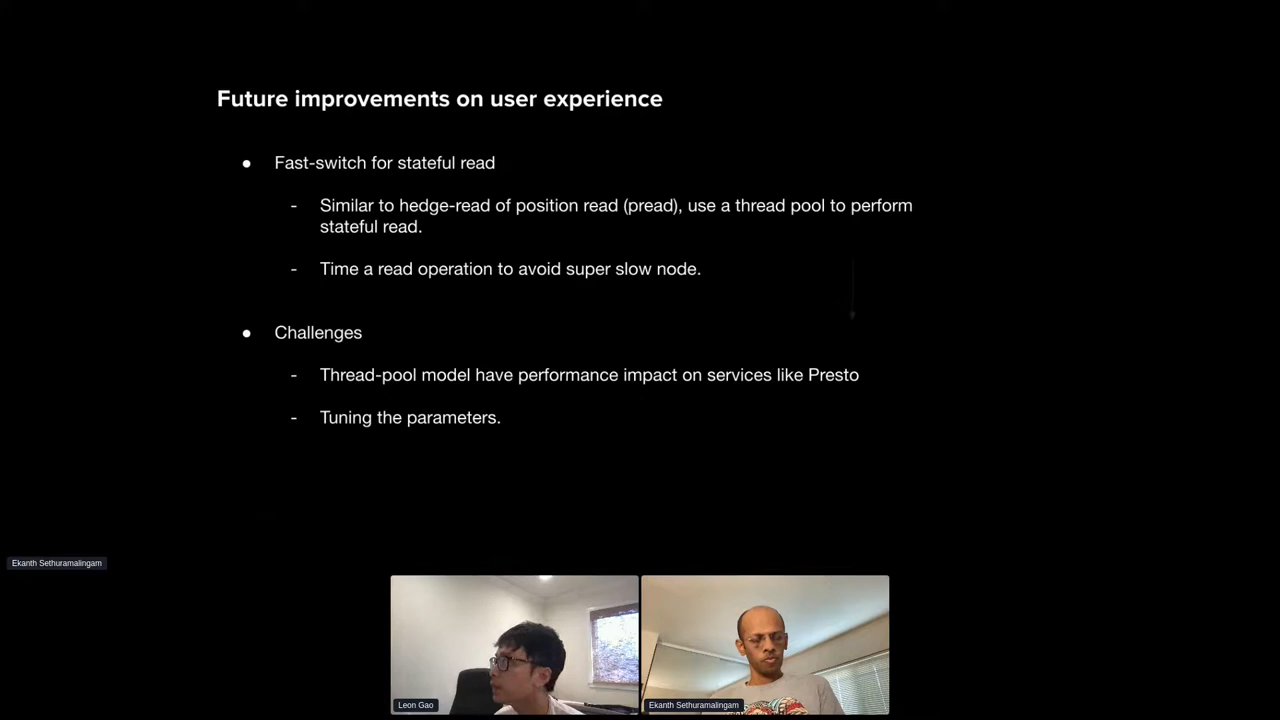 Future improvements on user experience
● Fast-switch for stateful read
- Similar to hedge-read of position read (pread), use a thread pool to perform
stateful read.
- Time a read operation to avoid super slow node.
● Challenges
- Thread-pool model have performance impact on services like Presto
- Tuning the parameters.
Ekanth Sethuramalingam
Leon Gao
Ekanth Sethuramalingam